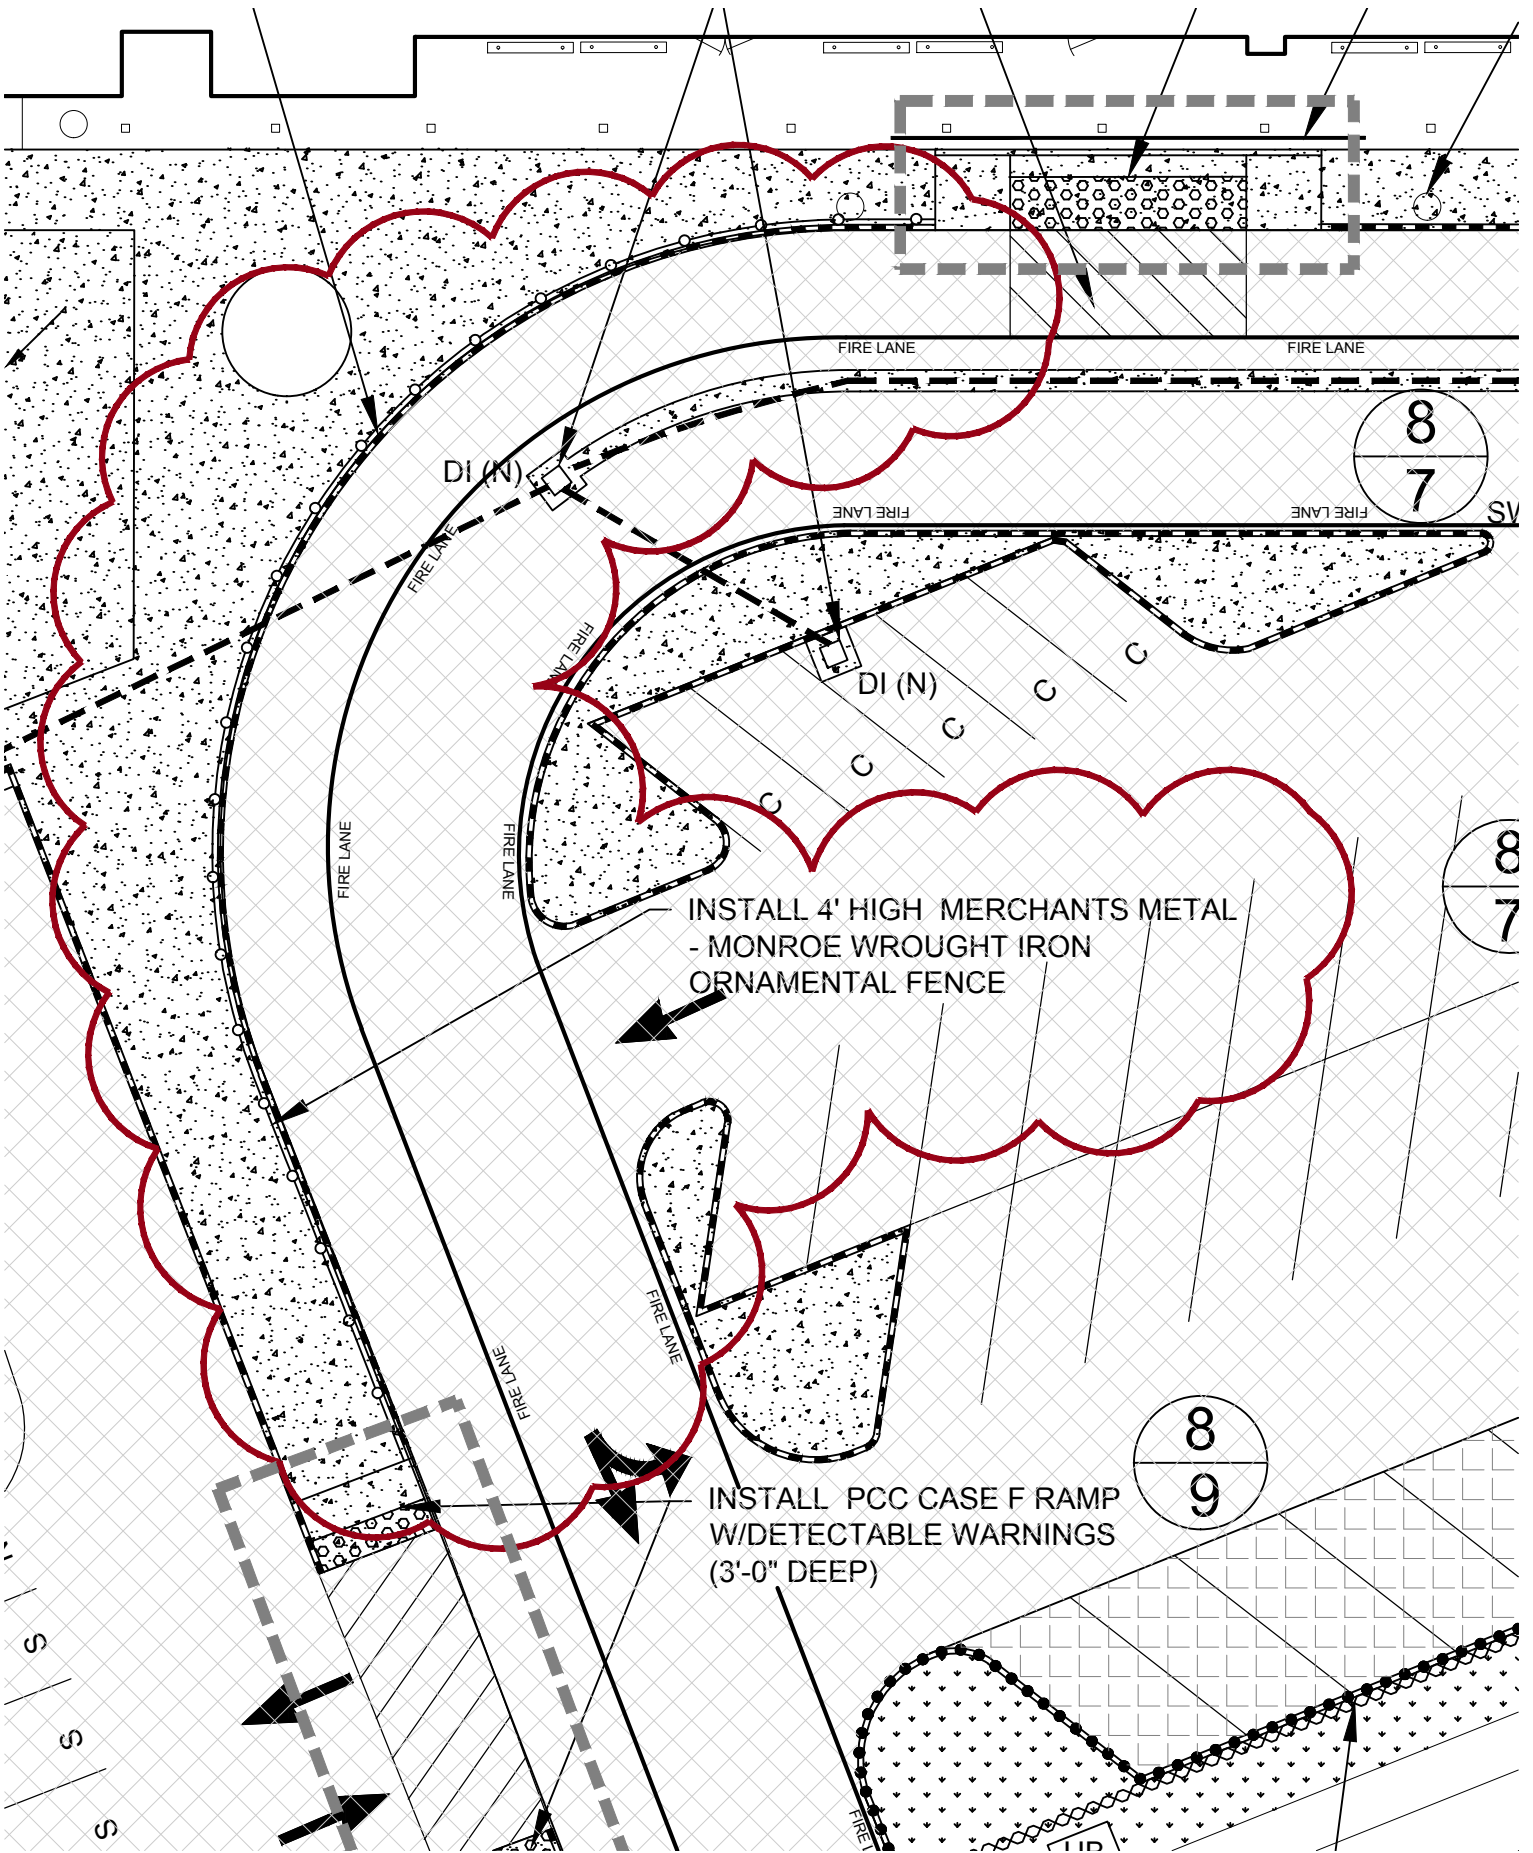 FIRE LANE
FIRE LANE
8
7
DI (N)
FIRE LANE
FIRE LANE
FIRE LANE
FIRE LANE
DI (N)
C
C
C
C
C
FIRE LANE
FIRE LANE
8
7
INSTALL 4' HIGH MERCHANTS METAL
- MONROE WROUGHT IRON
ORNAMENTAL FENCE
FIRE LANE
FIRE LANE
8
9
INSTALL PCC CASE F RAMP
W/DETECTABLE WARNINGS
(3'-0" DEEP)
S
S
S
FIRE